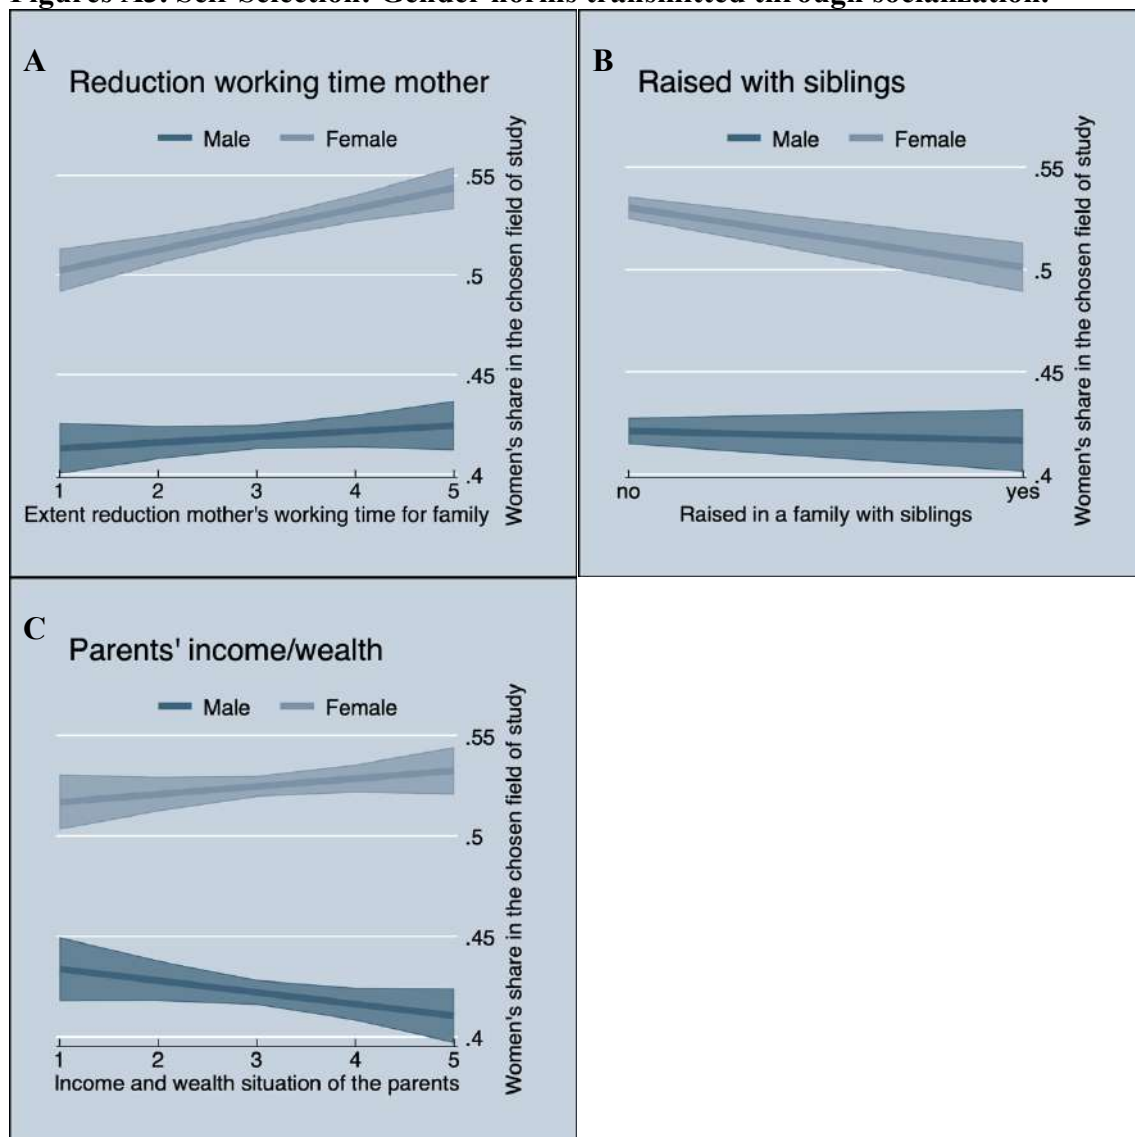 Figures A3. Self-Selection: Gender norms transmitted through socialization.
A
Reduction working time mother
Male Female
.55
.5
.45
.4
Women's share in the chosen field of study
1 2 3 4 5
Extent reduction mother's working time for family
B
Raised with siblings
Male Female
.55
.5
.45
.4
Women's share in the chosen field of study
no yes
Raised in a family with siblings
C
Parents' income/wealth
Male Female
.55
.5
.45
.4
Women's share in the chosen field of study
1 2 3 4 5
Income and wealth situation of the parents